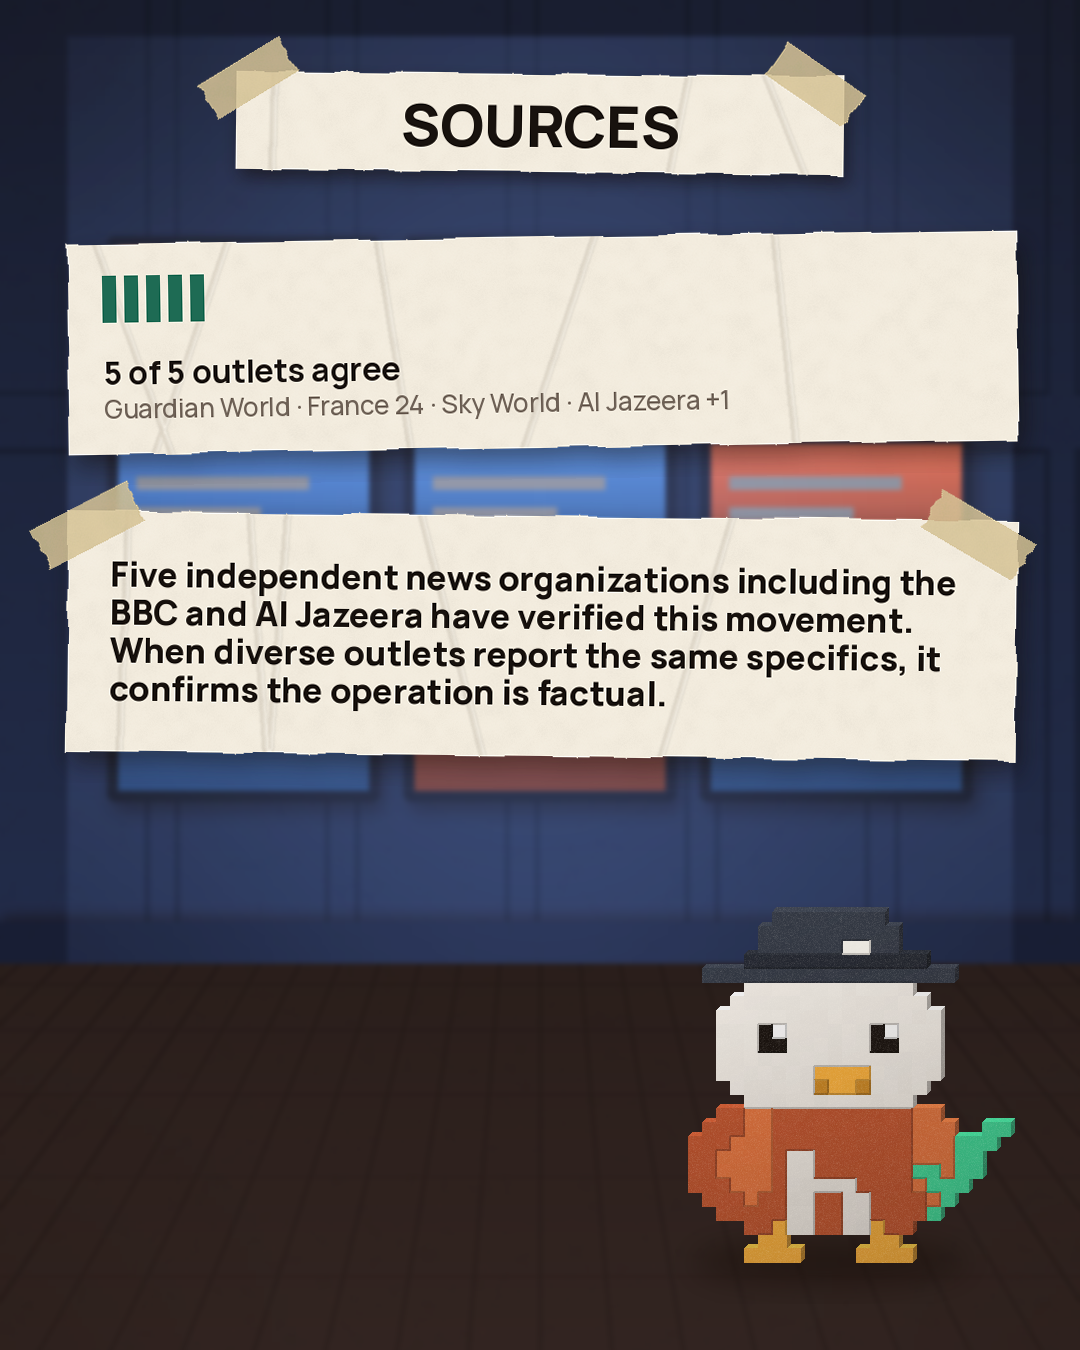 SOURCES
5 of 5 outlets agree
Guardian World · France 24 · Sky World · Al Jazeera +1
Five independent news organizations including the
BBC and Al Jazeera have verified this movement.
When diverse outlets report the same specifics, it
confirms the operation is factual.
h